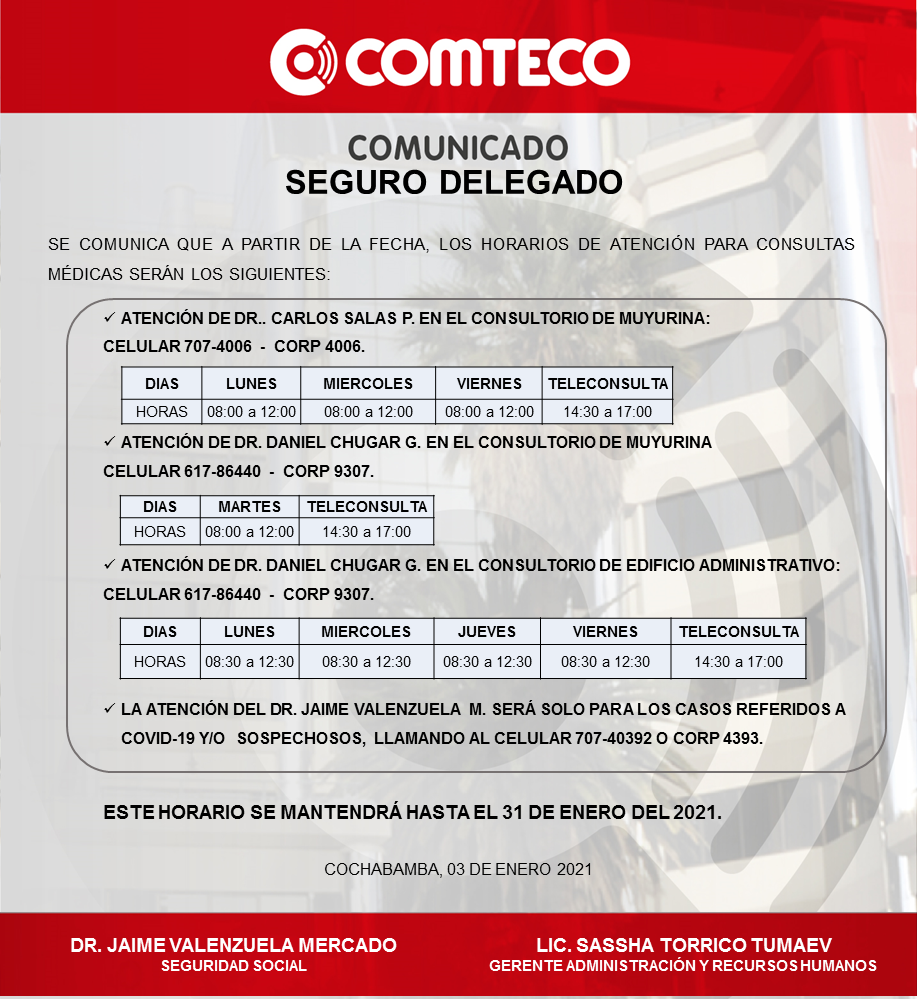 COMTECO
COMUNICADO
SEGURO DELEGADO
SE COMUNICA QUE A PARTIR DE LA FECHA, LOS HORARIOS DE ATENCIÓN PARA CONSULTAS
MÉDICAS SERÁN LOS SIGUIENTES:
✓ ATENCIÓN DE DR.. CARLOS SALAS P. EN EL CONSULTORIO DE MUYURINA:
CELULAR 707-4006 - CORP 4006.
DIAS LUNES MIERCOLES VIERNES TELECONSULTA
HORAS 08:00 a 12:00 08:00 a 12:00 08:00 a 12:00 14:30 a 17:00
✓ ATENCIÓN DE DR. DANIEL CHUGAR G. EN EL CONSULTORIO DE MUYURINA
CELULAR 617-86440 - CORP 9307.
DIAS MARTES TELECONSULTA
HORAS 08:00 a 12:00 14:30 a 17:00
✓ ATENCIÓN DE DR. DANIEL CHUGAR G. EN EL CONSULTORIO DE EDIFICIO ADMINISTRATIVO:
CELULAR 617-86440 - CORP 9307.
DIAS LUNES MIERCOLES JUEVES VIERNES TELECONSULTA
HORAS 08:30 a 12:30 08:30 a 12:30 08:30 a 12:30 08:30 a 12:30 14:30 a 17:00
✓ LA ATENCIÓN DEL DR. JAIME VALENZUELA M. SERÁ SOLO PARA LOS CASOS REFERIDOS A
COVID-19 Y/O SOSPECHOSOS, LLAMANDO AL CELULAR 707-40392 O CORP 4393.
ESTE HORARIO SE MANTENDRÁ HASTA EL 31 DE ENERO DEL 2021.
COCHABAMBA, 03 DE ENERO 2021
DR. JAIME VALENZUELA MERCADO
SEGURIDAD SOCIAL
LIC. SASSHA TORRICO TUMAEV
GERENTE ADMINISTRACIÓN Y RECURSOS HUMANOS